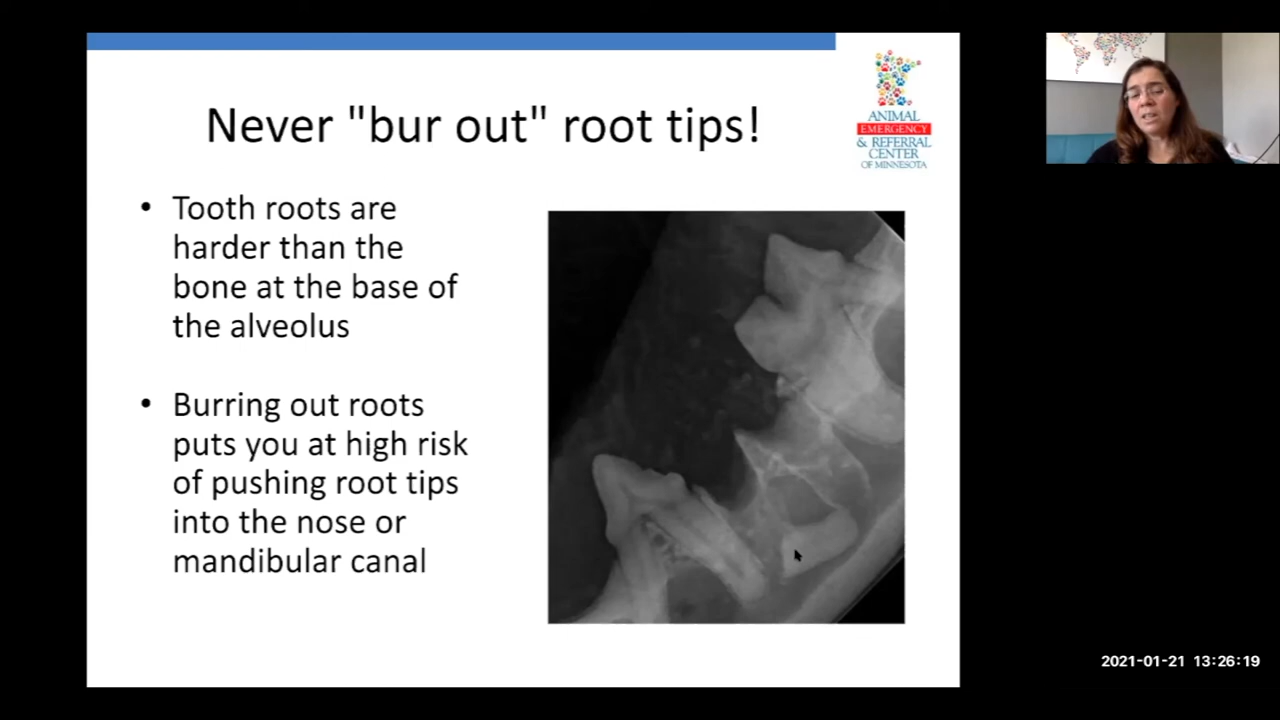 Never "bur out" root tips!
ANIMAL
EMERGENCY
& REFERRAL
CENTER
OF MINNESOTA
• Tooth roots are
harder than the
bone at the base of
the alveolus
• Burring out roots
puts you at high risk
of pushing root tips
into the nose or
mandibular canal
2021-01-21 13:26:19